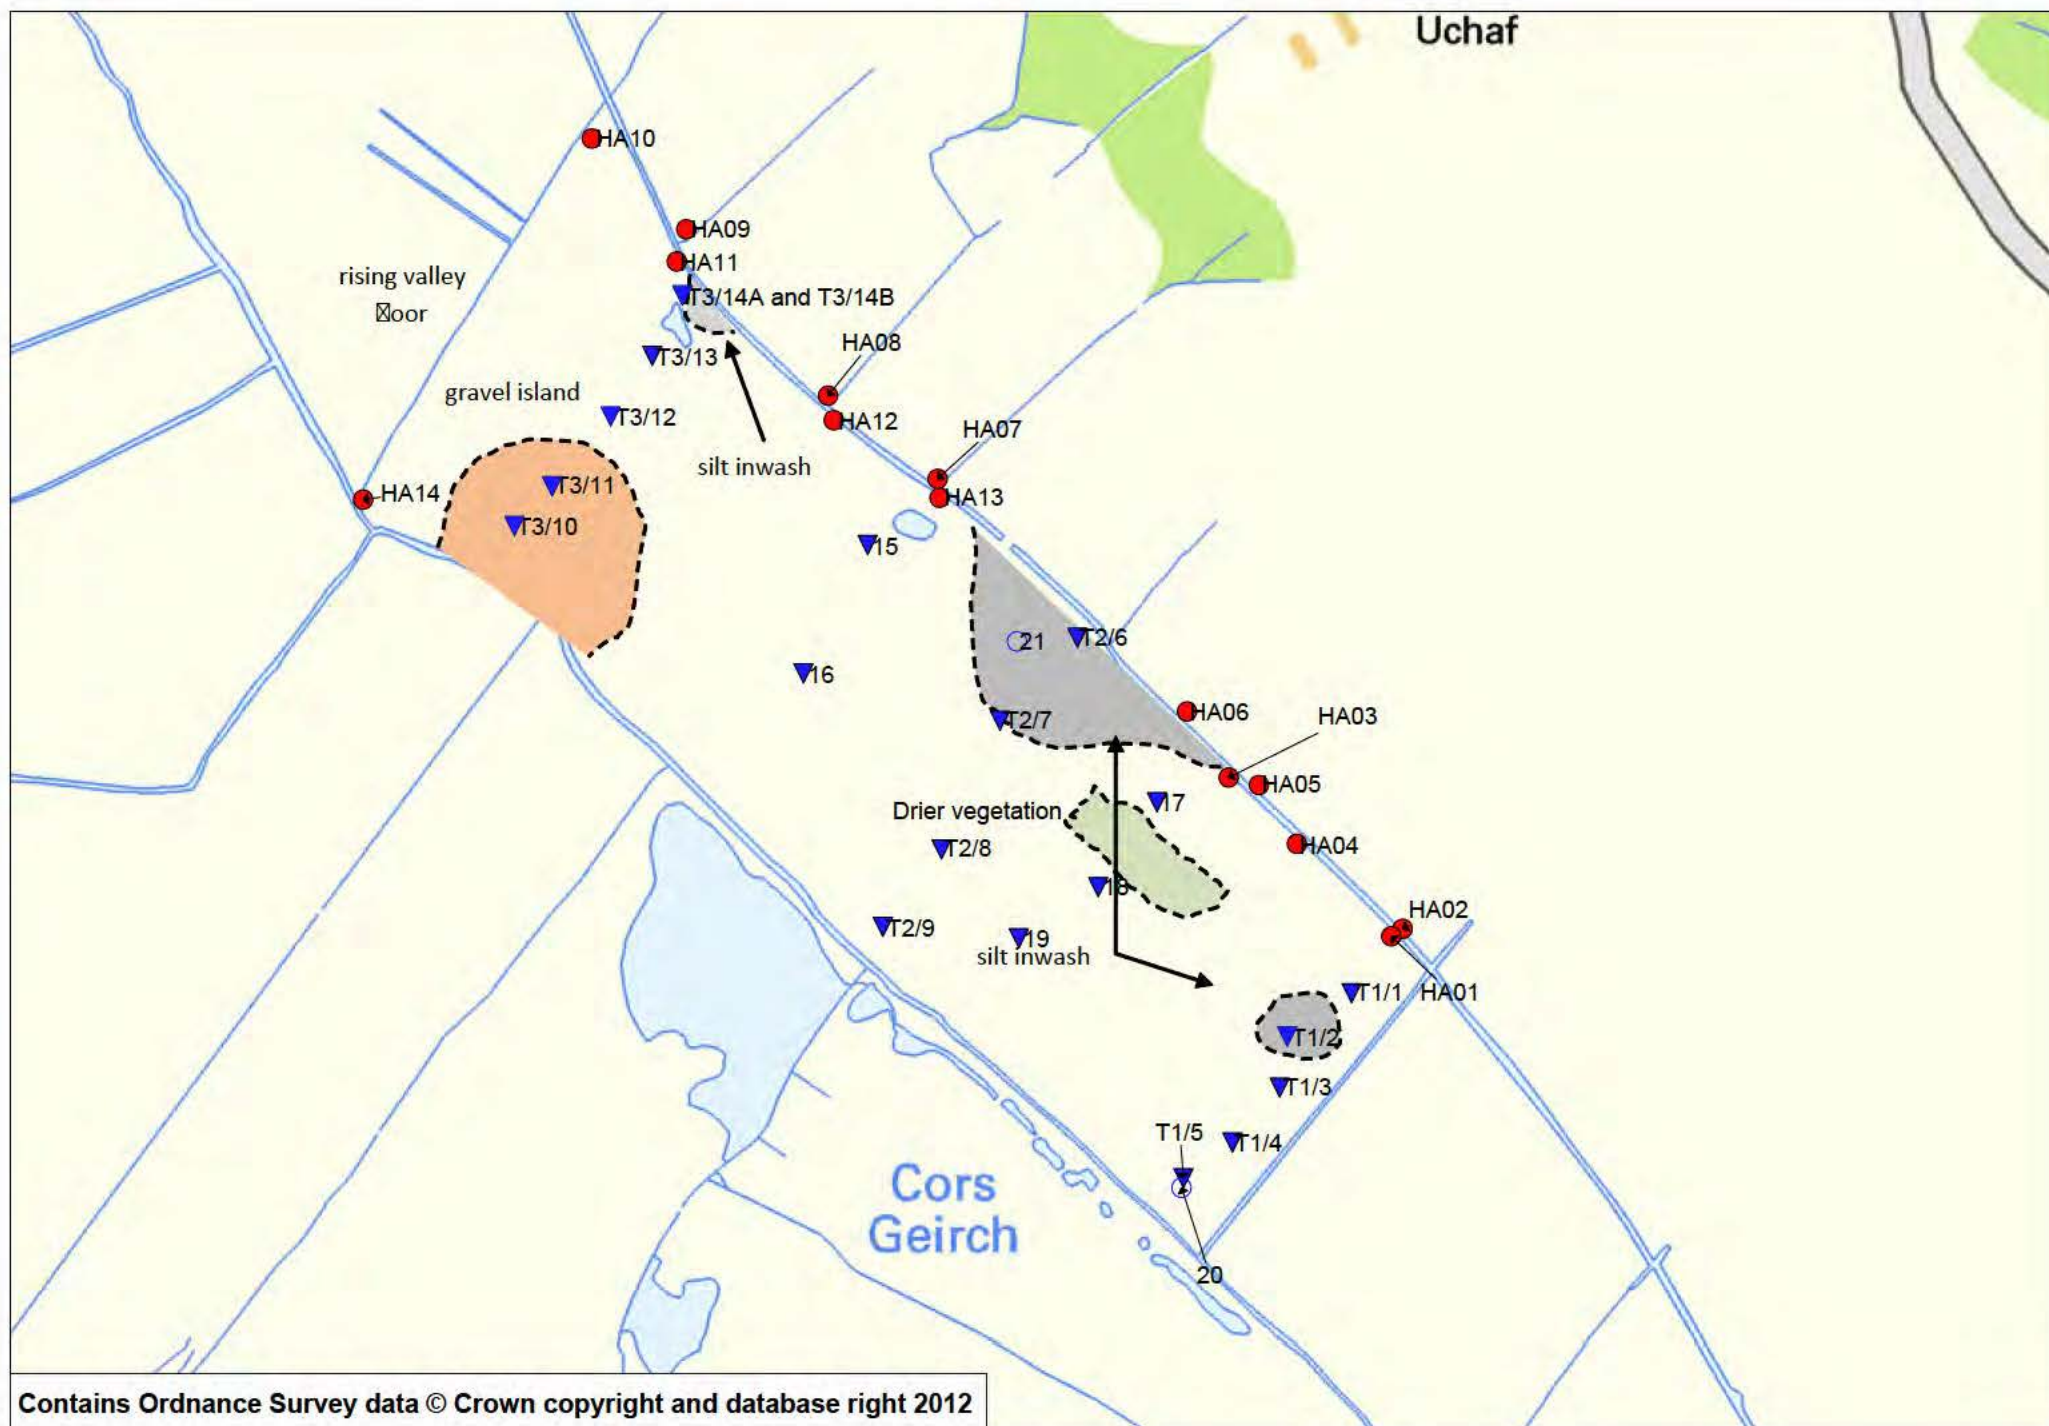 Uchaf
HA10
HA09
HA11
rising valley
oor
T3/14A and T3/14B
HA08
T3/13
gravel island
T3/12
HA12
HA07
silt inwash
T3/11
HA14
HA13
T3/10
15
21
T2/6
16
HA06
HA03
T2/7
HA05
17
Drier vegetation
T2/8
HA04
18
HA02
T2/9
19
silt inwash
T1/1
HA01
T1/2
T1/3
T1/5
T1/4
Cors
Geirch
20
Contains Ordnance Survey data © Crown copyright and database right 2012